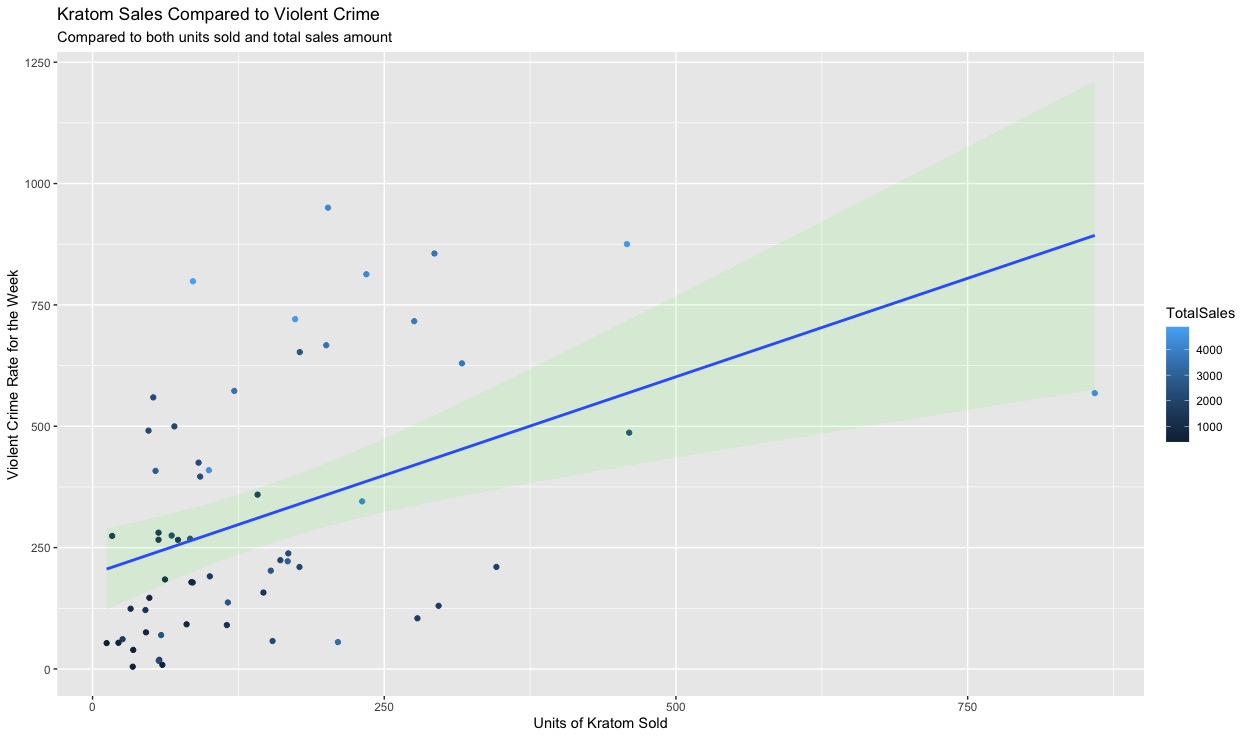 Kratom Sales Compared to Violent Crime
Compared to both units sold and total sales amount
1250
1000
750
500
250
0
Violent Crime Rate for the Week
0 250 500 750
Units of Kratom Sold
TotalSales
4000
3000
2000
1000